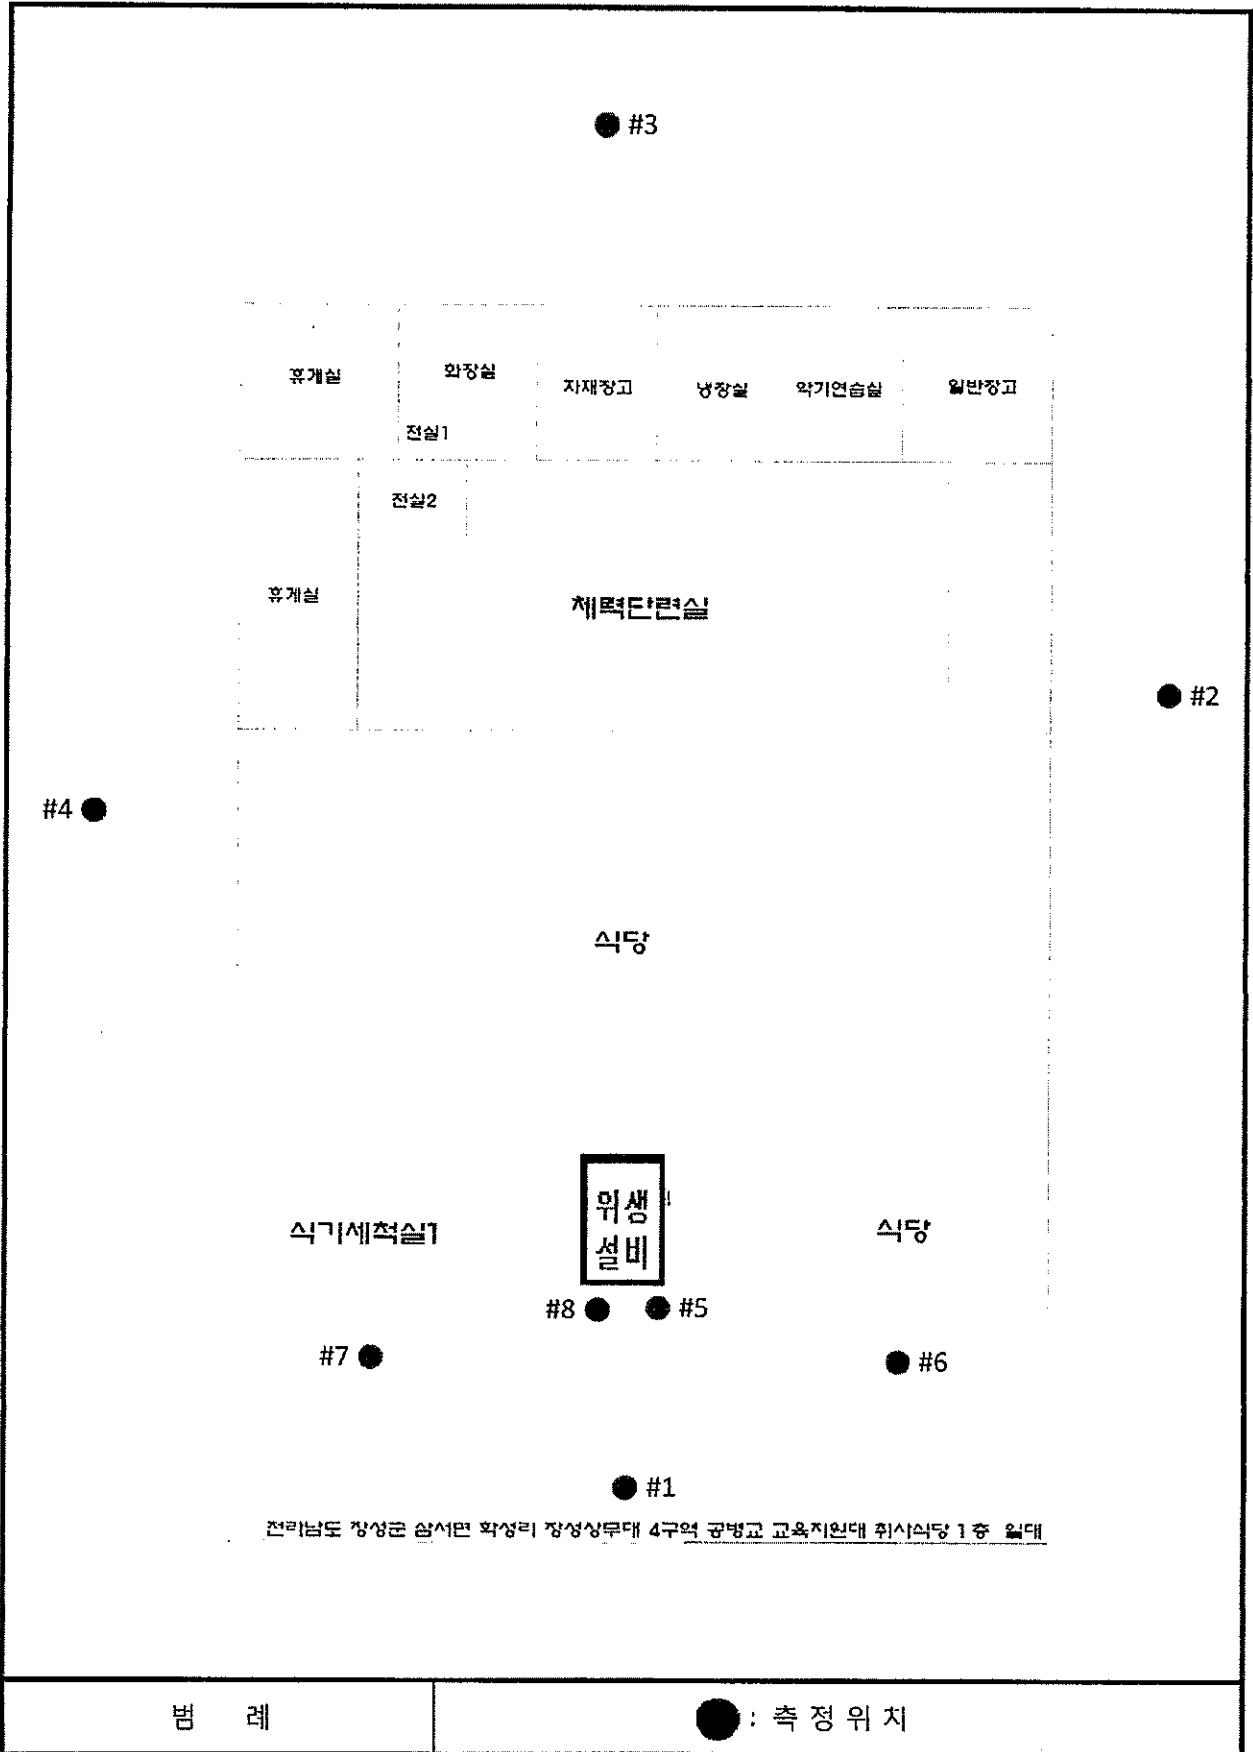 #3
휴게실
화장실
자재창고
냉장실
악기연습실
일반창고
전실1
전실2
휴게실
체력단련실
#2
#4
식당
위생
설비
식기세척실1
식당
#8
#5
#7
#6
#1
전라남도 장성군 삼서면 학성리 장성상무대 4구역 공병교 교육지원대 취사식당 1층 일대
범 례
: 측정위치